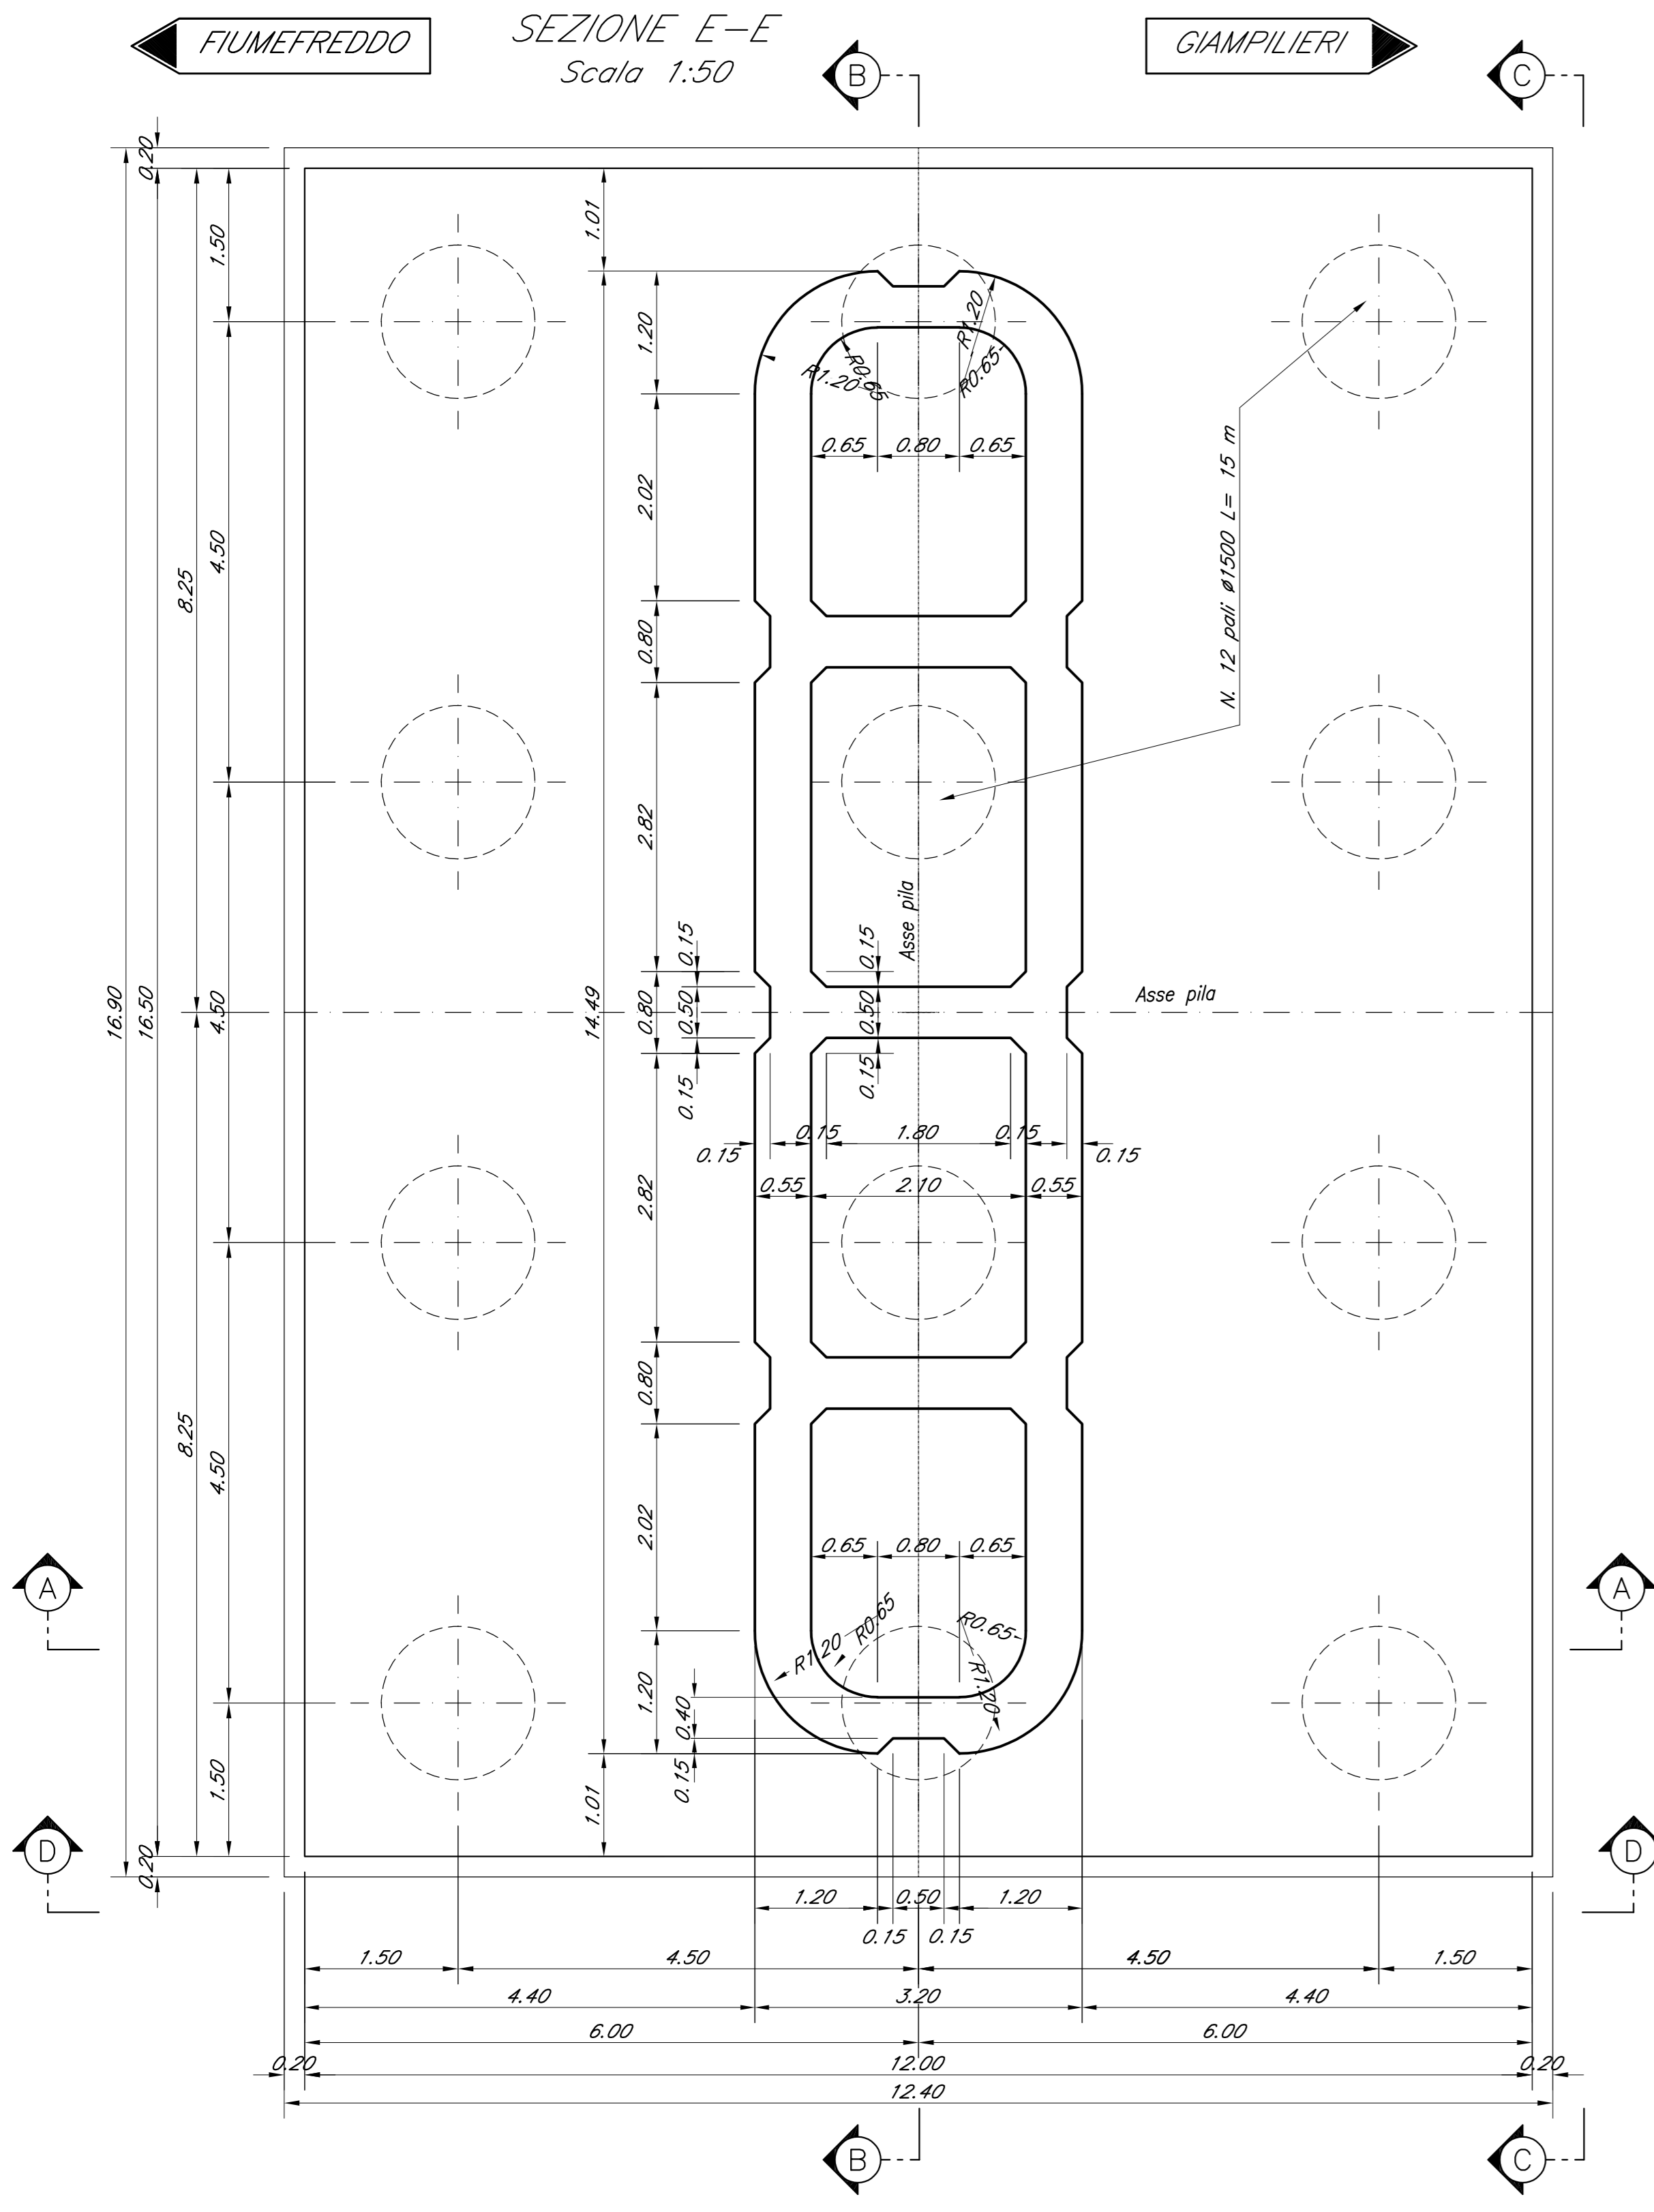 FIUMEFREDDO
SEZIONE E-E
Scala 1:50
GIAMPILIERI
B
C
0.20
1.50
1.01
1.20
R1.20
R0.65
R1.20
R0.65
0.65 0.80 0.65
2.02
4.50
8.25
0.80
N. 12 pali ø1500 L= 15 m
2.82
Asse pila
0.15
0.15
16.90
16.50
4.50
14.49
0.80
0.50
0.50
Asse pila
0.15
0.15
0.15
0.15
1.80
0.15
0.15
0.55
2.10
0.55
2.82
0.80
8.25
4.50
2.02
0.65 0.80 0.65
A
A
R1.20
R0.65
R0.65
R1.20
1.20
0.40
0.15
1.50
1.01
D
D
0.20
1.20 0.50 1.20
0.15 0.15
1.50 4.50 4.50 1.50
4.40 3.20 4.40
6.00 6.00
0.20 12.00 0.20
12.40
B
C